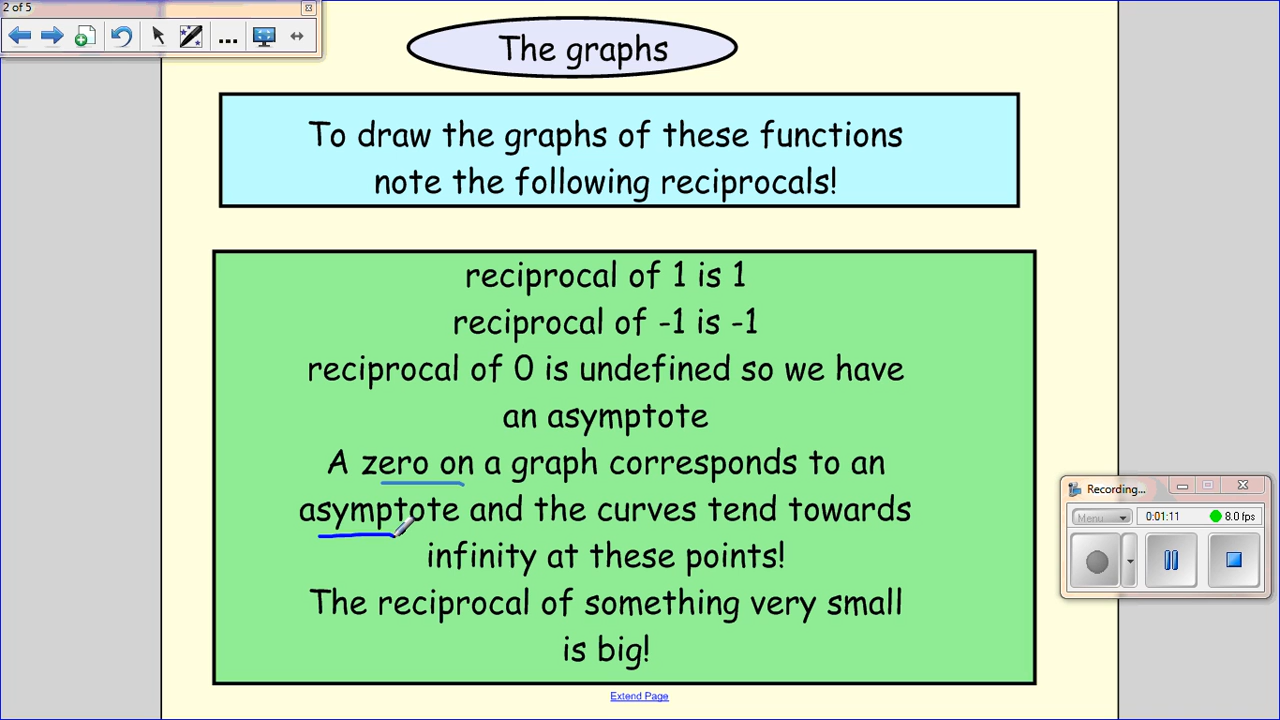 2 of 5
The graphs
To draw the graphs of these functions
note the following reciprocals!
reciprocal of 1 is 1
reciprocal of -1 is -1
reciprocal of 0 is undefined so we have
an asymptote
A zero on a graph corresponds to an
asymptote and the curves tend towards
infinity at these points!
The reciprocal of something very small
is big!
Extend Page
Recording...
Menu
0:01:11
8.0 fps